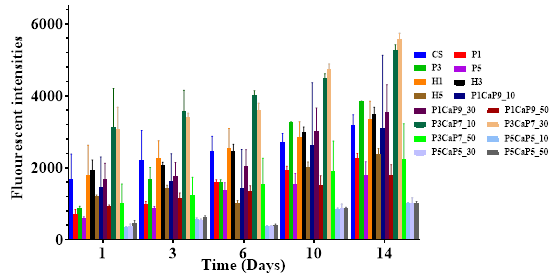 Fluoroescent intensities
6000
4000
2000
0
1 3 6 10 14
Time (Days)
CS P1
P3 P5
H1 H3
H5 P1CaP9_10
P1CaP9_30 P1CaP9_50
P3CaP7_10 P3CaP7_30
P3CaP7_50 P5CaP5_10
P5CaP5_30 P5CaP5_50